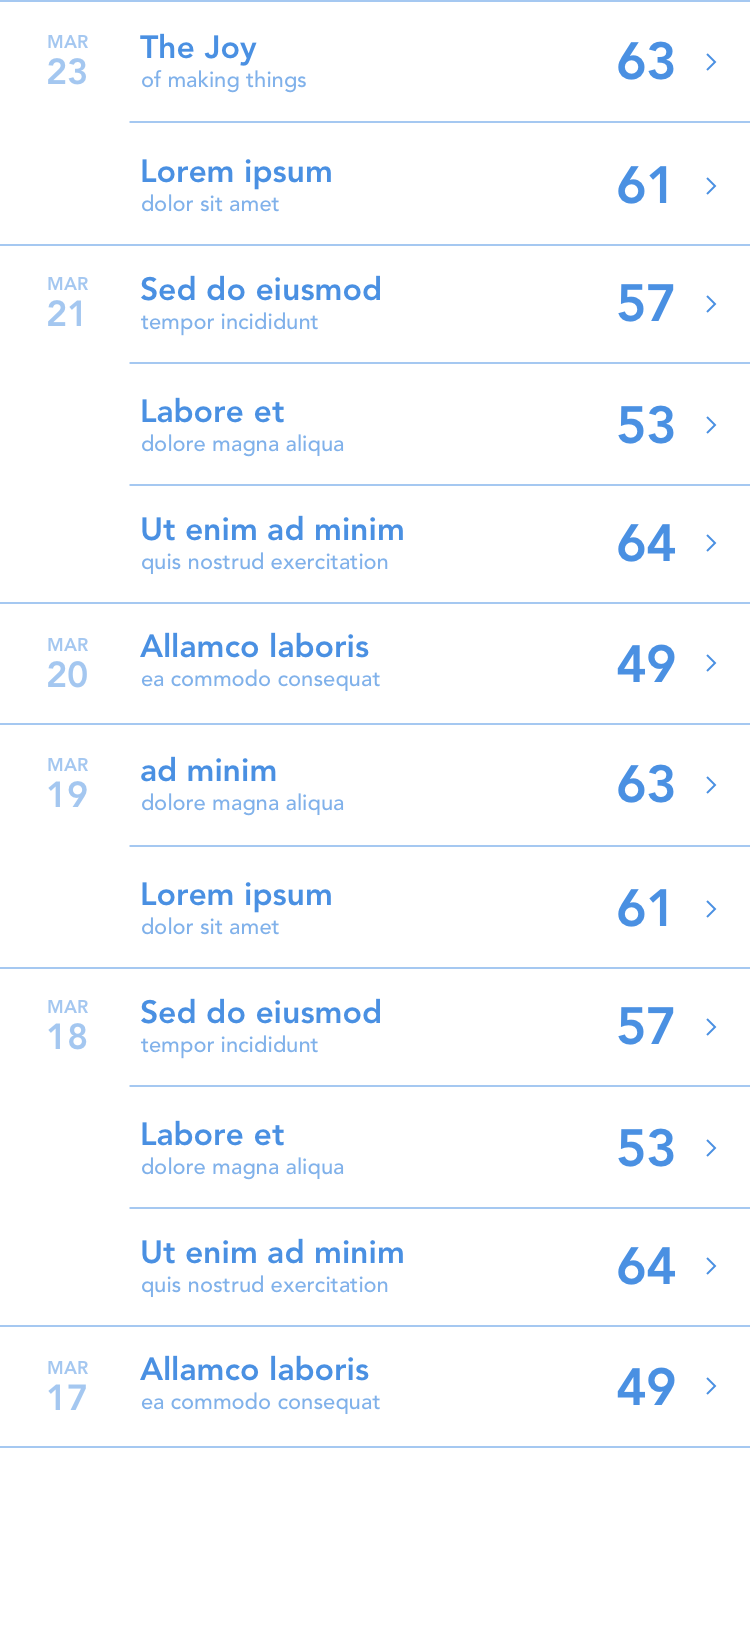 MAR
23
The Joy
of making things
63
Lorem ipsum
dolor sit amet
61
MAR
21
Sed do eiusmod
tempor incididunt
57
Labore et
dolore magna aliqua
53
Ut enim ad minim
quis nostrud exercitation
64
MAR
20
Allamco laboris
ea commodo consequat
49
MAR
19
ad minim
dolore magna aliqua
63
Lorem ipsum
dolor sit amet
61
MAR
18
Sed do eiusmod
tempor incididunt
57
Labore et
dolore magna aliqua
53
Ut enim ad minim
quis nostrud exercitation
64
MAR
17
Allamco laboris
ea commodo consequat
49